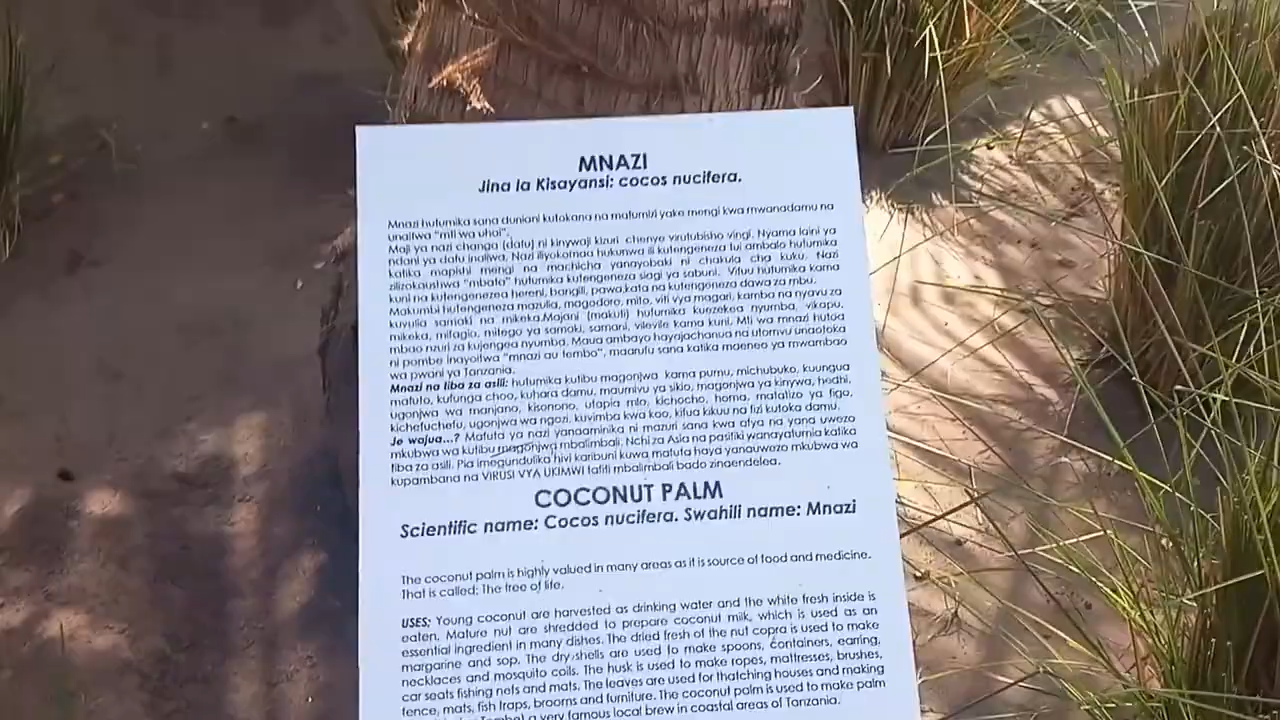 MNAZI
Jina la Kisayansi: cocos nucifera.
Mnazi hutumika sana duniani kutokana na matumizi yake mengi kwa mwanadamu na
unaitwa "mti wa uhai".
Maji ya nazi changa (dafu) ni kinywaji kizuri chenye virutubisho vingi. Nyama laini ya
ndani ya dafu inaliwa. Nazi iliyokomaa hukunwa ili kutengeneza tui ambalo hutumika
katika mapishi mengi na machicha yanayobaki ni chakula cha kuku. Nazi
zilizokaushwa "mbata" hutumika kutengeneza siagi ya sabuni. Vifuu hutumika kama
kuni na kutengenezea hereni, bangili, pawa,kata na kutengeneza dawa za mbu.
Makumbi hutengeneza mazulia, magodoro, mito, viti vya magari, kamba na nyavu za
kuvulia samaki na mikeka.Majani (makuti) hutumika kuezekea nyumba, vikapu,
mikeka, mifagio, mitego ya samaki, samani, vilevile kama kuni. Mti wa mnazi hutoa
mbao nzuri za kujengea nyumba. Maua ambayo hayajachanua na utomvu unaotoka
ni pombe inayoitwa "mnazi au tembo", maarufu sana katika maeneo ya mwambao
wa pwani ya Tanzania.
Mnazi na tiba za asili: hutumika kutibu magonjwa kama pumu, michubuko, kuungua
mafuto, kufunga choo, kuhara damu, maumivu ya sikio, magonjwa ya kinywa, hedhi,
ugonjwa wa manjano, kisonono, utapia mlo, kichocho, homa, matatizo ya figo,
kichefuchefu, ugonjwa wa ngozi, kuvimba kwa koo, kifua kikuu na fizi kutoka damu.
Je wajua...? Mafuta ya nazi yanaaminika ni mazuri sana kwa afya na yana uwezo
mkubwa wa kutibu magonjwa mbalimbali. Nchi za Asia na pasifiki wanayatumia katika
tiba za asili. Pia imegundulika hivi karibuni kuwa mafuta haya yanauwezo mkubwa wa
kupambana na VIRUSI VYA UKIMWI tafiti mbalimbali bado zinaendelea.
COCONUT PALM
Scientific name: Cocos nucifera. Swahili name: Mnazi
The coconut palm is highly valued in many areas as it is source of food and medicine.
That is called: The tree of life.
USES: Young coconut are harvested as drinking water and the white fresh inside is
eaten. Mature nut are shredded to prepare coconut milk, which is used as an
essential ingredient in many dishes. The dried fresh of the nut copra is used to make
margarine and sop. The dry shells are used to make spoons, containers, earring,
necklaces and mosquito coils. The husk is used to make ropes, mattresses, brushes,
car seats fishing nets and mats. The leaves are used for thatching houses and making
fence, mats, fish traps, brooms and furniture. The coconut palm is used to make palm
a very famous local brew in coastal areas of Tanzania.